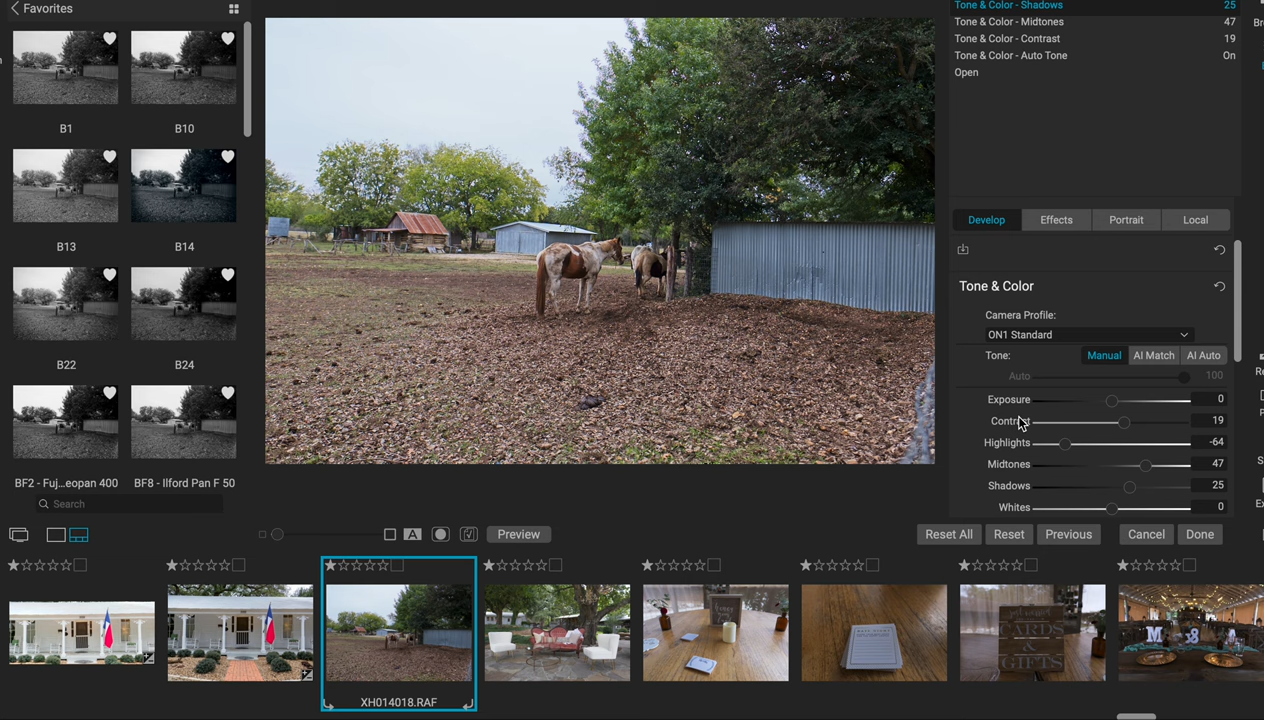 Favorites
B1
B10
B13
B14
B22
B24
BF2 - Fuj...eopan 400
BF8 - Ilford Pan F 50
Search
Tone & Color - Shadows 25
Tone & Color - Midtones 47
Tone & Color - Contrast 19
Tone & Color - Auto Tone On
Open
Develop
Effects
Portrait
Local
Tone & Color
Camera Profile:
ON1 Standard
Tone: Manual AI Match AI Auto
Auto 100
Exposure 0
Contrast 19
Highlights -64
Midtones 47
Shadows 25
Whites 0
A
Preview
Reset All
Reset
Previous
Cancel
Done
XH014018.RAF
CARDS
&
GIFTS
M & A